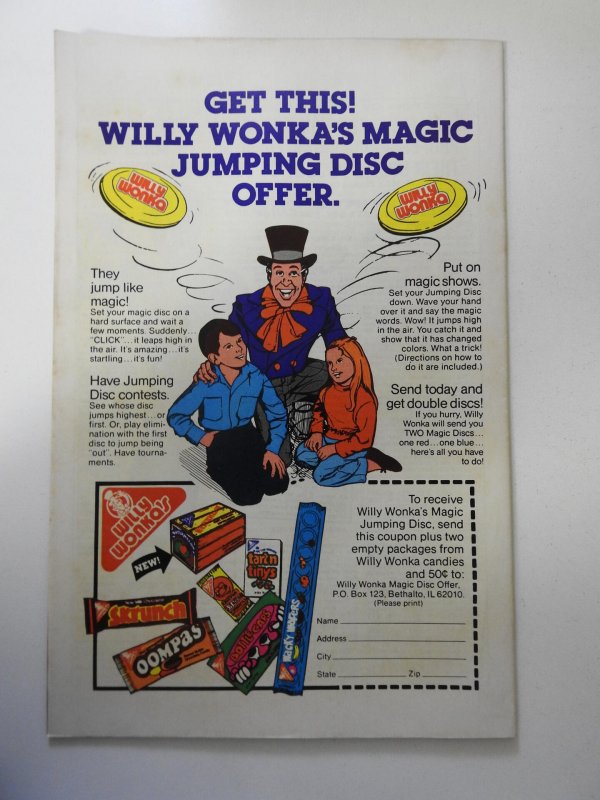 GET THIS!
WILLY WONKA'S MAGIC
JUMPING DISC
OFFER.
WILLY
WONKA
WILLY
WONKA
They
jump like
magic!
Set your magic disc on a
hard surface and wait a
few moments. Suddenly...
"CLICK"...it leaps high in
the air. It's amazing...it's
startling...it's fun!
Have Jumping
Disc contests.
See whose disc
jumps highest...or
first. Or, play elimi-
nation with the first
disc to jump being
"out". Have tourna-
ments.
Put on
magic shows.
Set your Jumping Disc
down. Wave your hand
over it and say the magic
words. Wow! It jumps high
in the air. You catch it and
show that it has changed
colors. What a trick!
(Directions on how to
do it are included.)
Send today and
get double discs!
If you hurry, Willy
Wonka will send you
TWO Magic Discs...
one red...one blue...
here's all you have
to do!
WILLY
WONKA'S
NEW!
tart n
tinys
Skrunch
OOMPAS
WACKY WAFERS
To receive
Willy Wonka's Magic
Jumping Disc, send
this coupon plus two
empty packages from
Willy Wonka candies
and 50¢ to:
Willy Wonka Magic Disc Offer,
P.O. Box 123, Bethalto, IL 62010.
(Please print)
Name
Address
City
State Zip